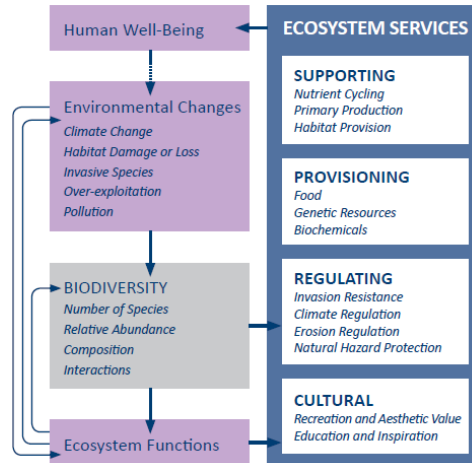 Human Well-Being
Environmental Changes
Climate Change
Habitat Damage or Loss
Invasive Species
Over-exploitation
Pollution
BIODIVERSITY
Number of Species
Relative Abundance
Composition
Interactions
Ecosystem Functions
ECOSYSTEM SERVICES
SUPPORTING
Nutrient Cycling
Primary Production
Habitat Provision
PROVISIONING
Food
Genetic Resources
Biochemicals
REGULATING
Invasion Resistance
Climate Regulation
Erosion Regulation
Natural Hazard Protection
CULTURAL
Recreation and Aesthetic Value
Education and Inspiration